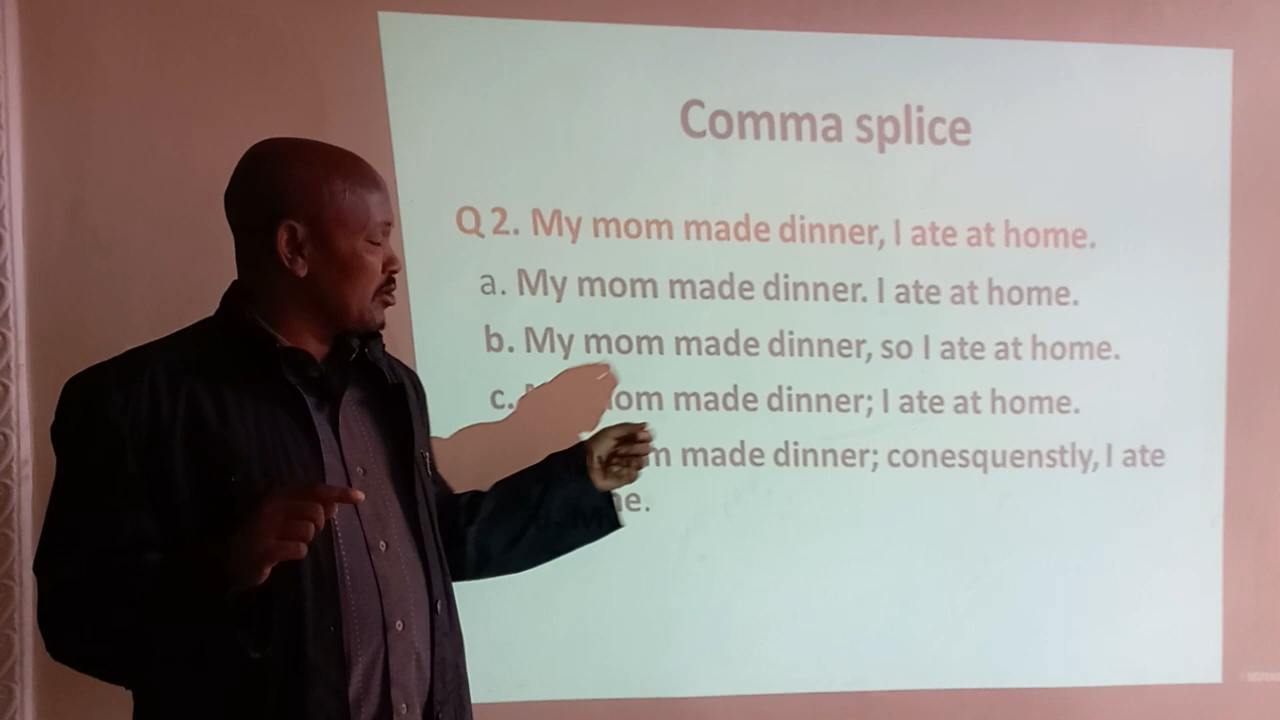 Comma splice
Q 2. My mom made dinner, I ate at home.
a. My mom made dinner. I ate at home.
b. My mom made dinner, so I ate at home.
c. made dinner; I ate at home.
made dinner; conesquenstly, I ate